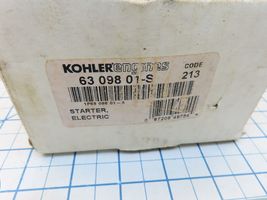 KOHLERengines CODE
63 098 01-S 213
STARTER,
ELECTRIC